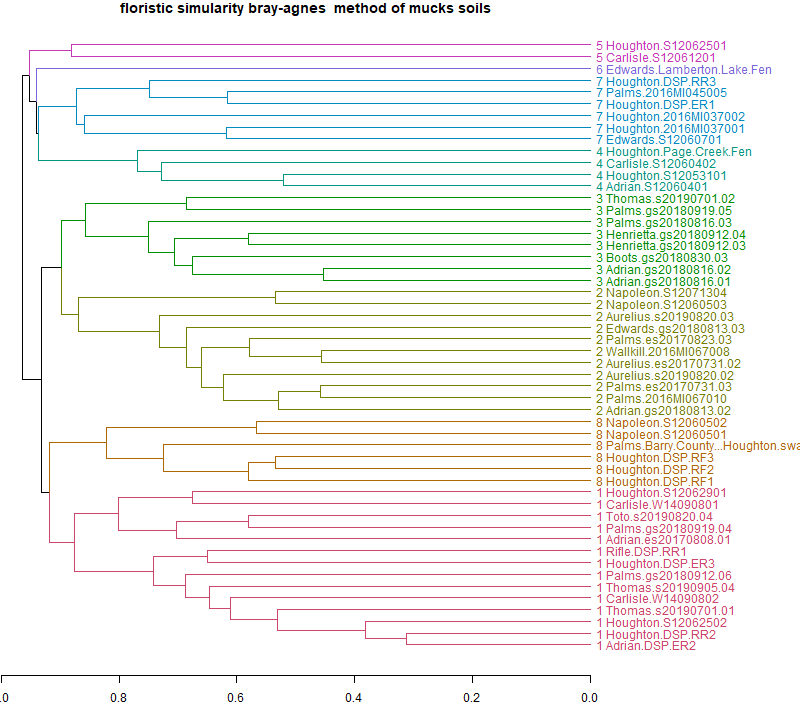 floristic simularity bray-agnes method of mucks soils
5 Houghton.S12062501
5 Carlisle.S12061201
6 Edwards.Lamberton.Lake.Fen
7 Houghton.DSP.RR3
7 Palms.2016MI045005
7 Houghton.DSP.ER1
7 Houghton.2016MI037002
7 Houghton.2016MI037001
7 Edwards.S12060701
4 Houghton.Page.Creek.Fen
4 Carlisle.S12060402
4 Houghton.S12053101
4 Adrian.S12060401
3 Thomas.s20190701.02
3 Palms.gs20180919.05
3 Palms.gs20180816.03
3 Henrietta.gs20180912.04
3 Henrietta.gs20180912.03
3 Boots.gs20180830.03
3 Adrian.gs20180816.02
3 Adrian.gs20180816.01
2 Napoleon.S12071304
2 Napoleon.S12060503
2 Aurelius.s20190820.03
2 Edwards.gs20180813.03
2 Palms.es20170823.03
2 Wallkill.2016MI067008
2 Aurelius.es20170731.02
2 Aurelius.s20190820.02
2 Palms.es20170731.03
2 Palms.2016MI067010
2 Adrian.gs20180813.02
8 Napoleon.S12060502
8 Napoleon.S12060501
8 Palms.Barry.County...Houghton.swa
8 Houghton.DSP.RF3
8 Houghton.DSP.RF2
8 Houghton.DSP.RF1
1 Houghton.S12062901
1 Carlisle.W14090801
1 Toto.s20190820.04
1 Palms.gs20180919.04
1 Adrian.es20170808.01
1 Rifle.DSP.RR1
1 Houghton.DSP.ER3
1 Palms.gs20180912.06
1 Thomas.s20190905.04
1 Carlisle.W14090802
1 Thomas.s20190701.01
1 Houghton.S12062502
1 Houghton.DSP.RR2
1 Adrian.DSP.ER2
.0 0.8 0.6 0.4 0.2 0.0